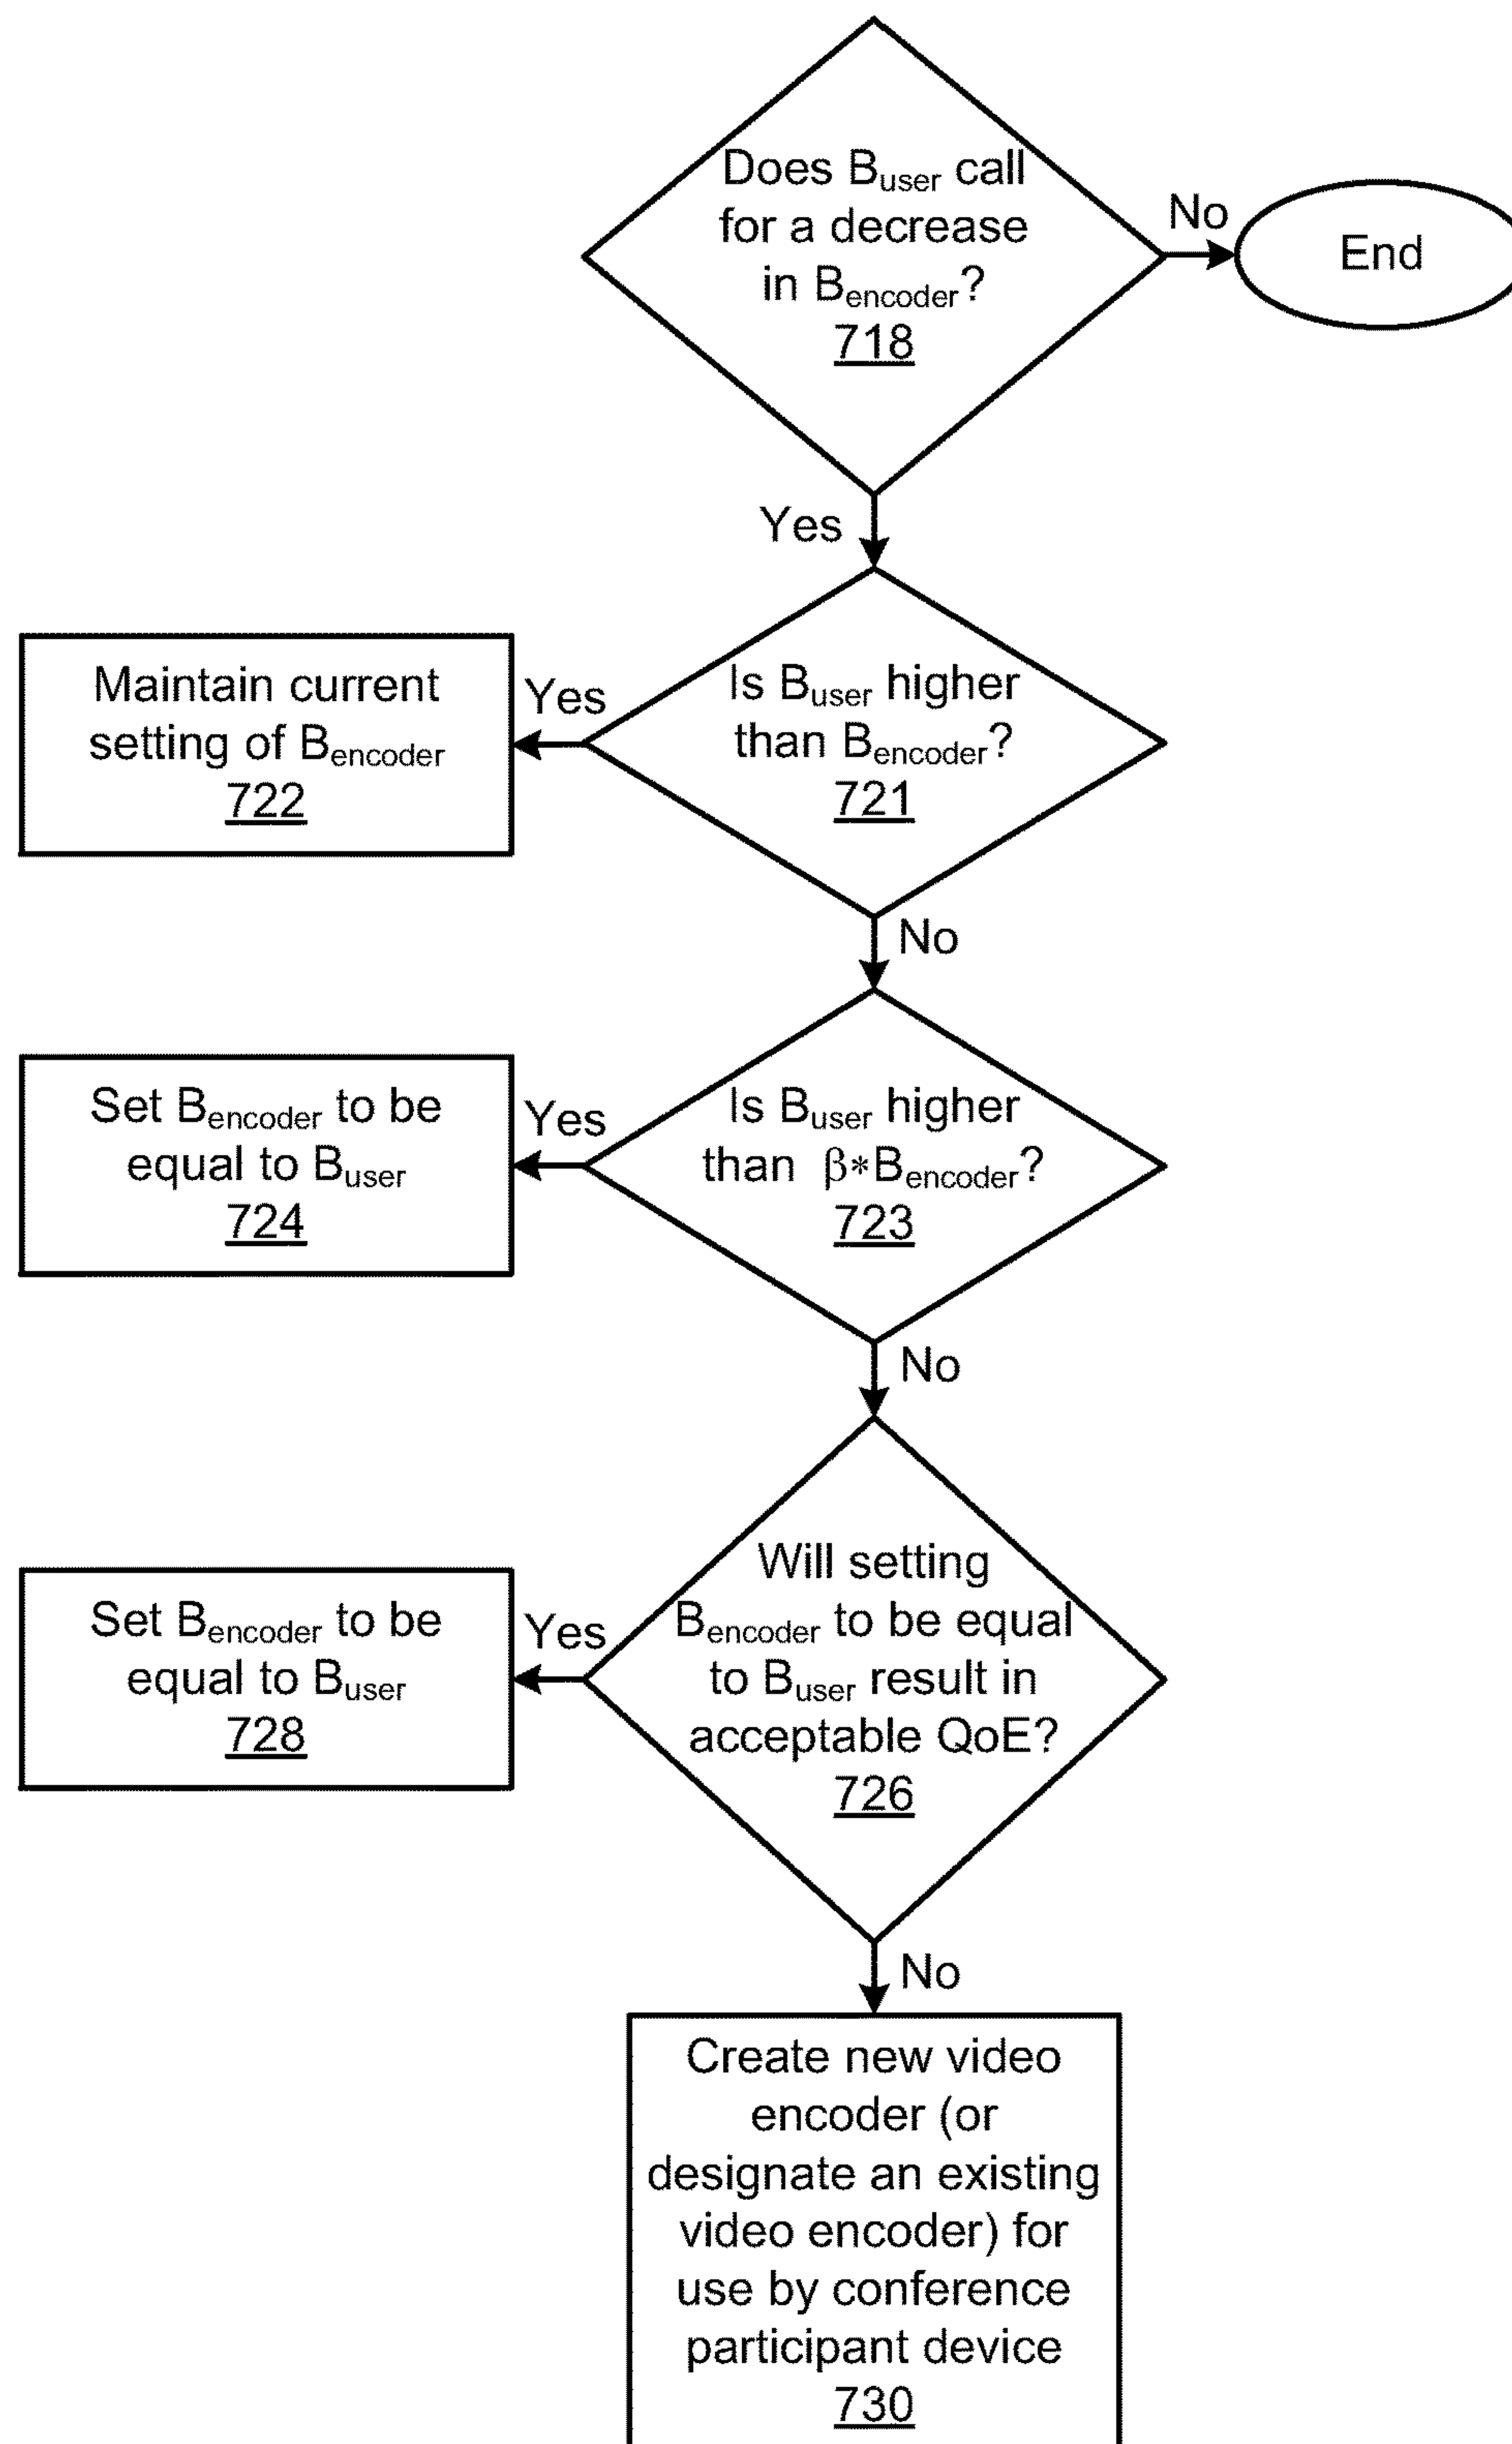 Does Buser call
for a decrease
in Bencoder?
718
No
End
Yes
Is Buser higher
than Bencoder?
721
Yes
Maintain current
setting of Bencoder
722
No
Is Buser higher
than β*Bencoder?
723
Yes
Set Bencoder to be
equal to Buser
724
No
Will setting
Bencoder to be equal
to Buser result in
acceptable QoE?
726
Yes
Set Bencoder to be
equal to Buser
728
No
Create new video
encoder (or
designate an existing
video encoder) for
use by conference
participant device
730